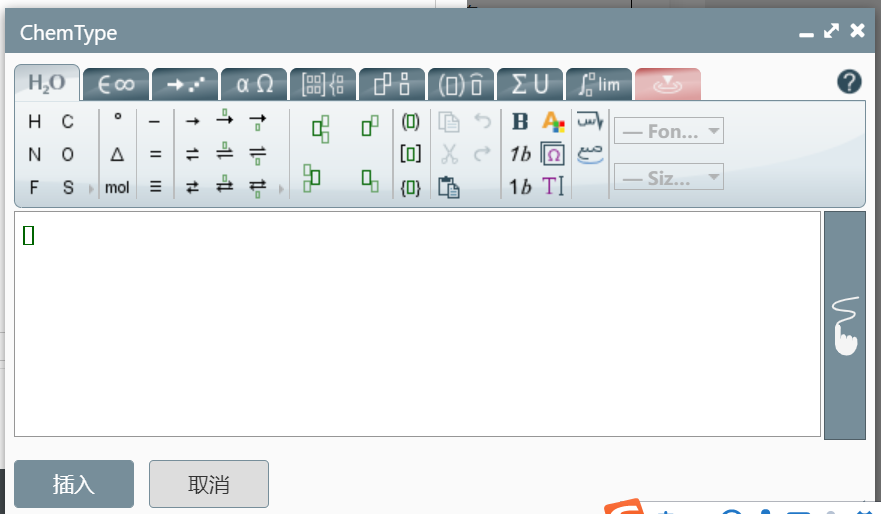 ChemType
H₂O ∈∞ →⋰ α Ω (▯) Σ U ∫ lim ?
H C ° − → → →
(▯) B A
N O Δ = ⇌ ⇌ ⇌
[▯] 1b Ω
F S mol ≡ ⇄ ⇄ ⇄
{▯} 1b T
— Fon...
— Siz...
插入 取消